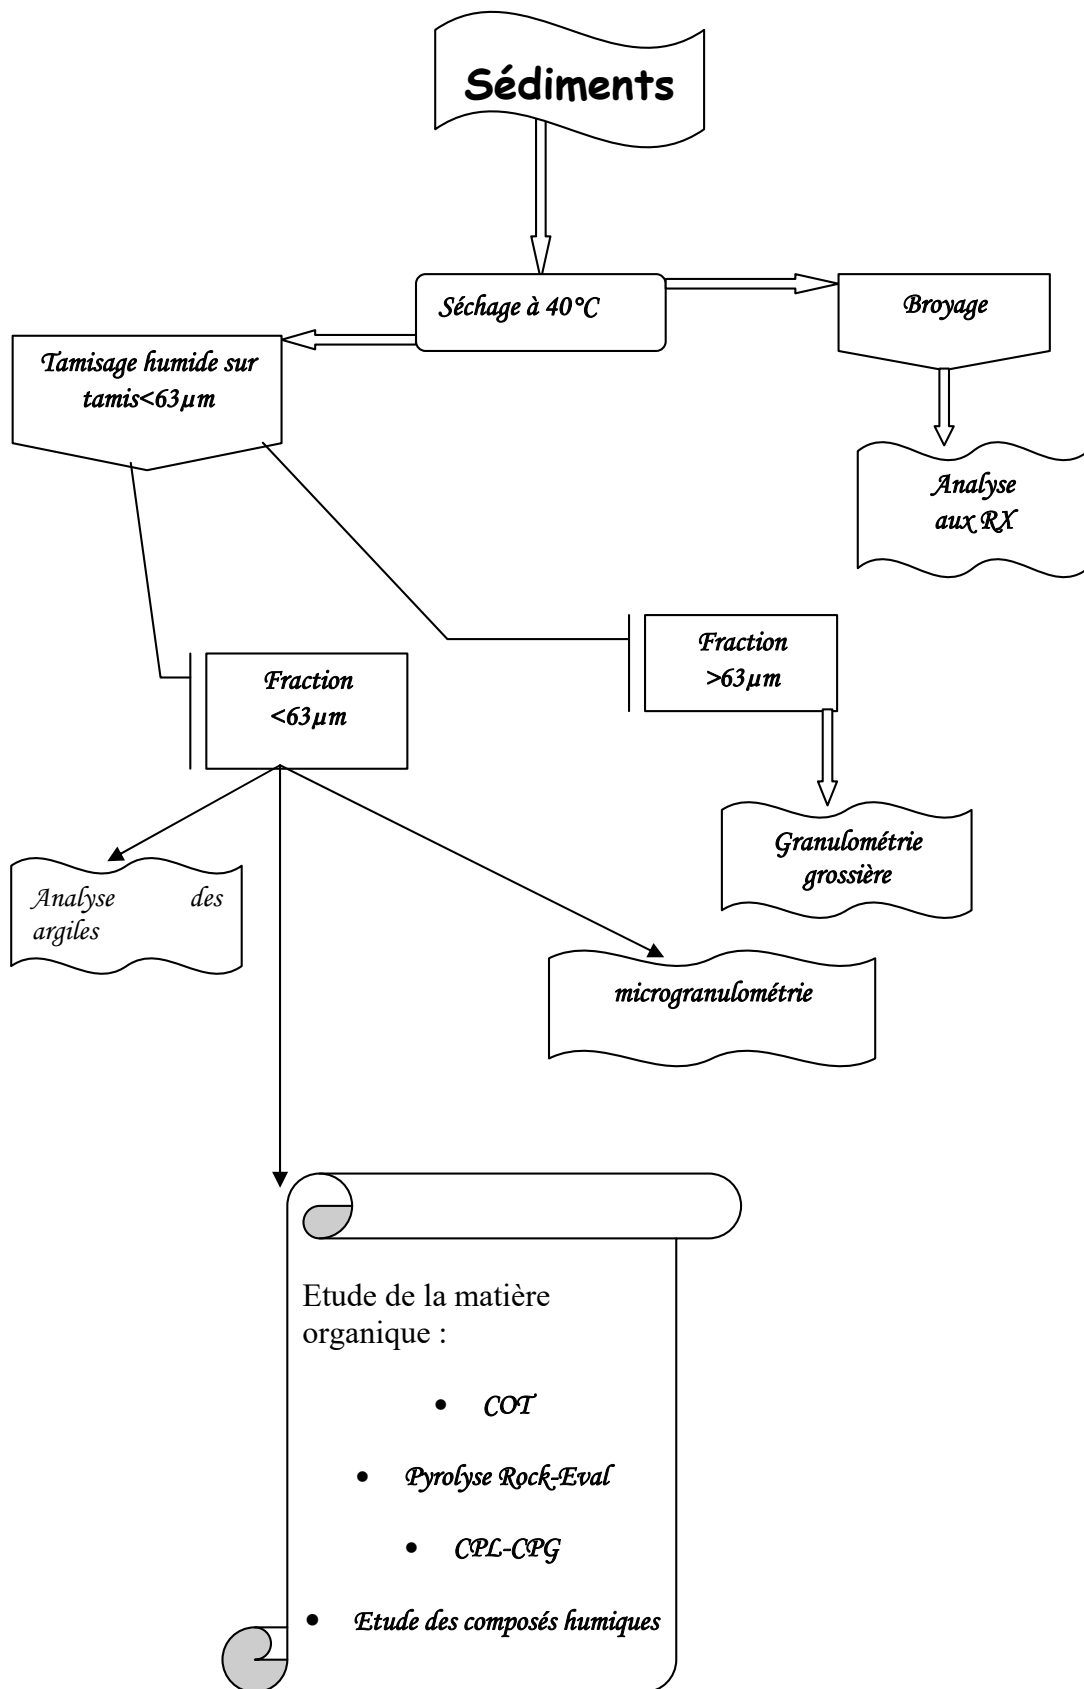 Sédiments
Séchage à 40°C
Broyage
Tamisage humide sur
tamis<63µm
Analyse
aux RX
Fraction
>63µm
Fraction
<63µm
Granulométrie
grossière
Analyse des
argiles
microgranulométrie
Etude de la matière
organique :
• COT
• Pyrolyse Rock-Eval
• CPL-CPG
• Etude des composés humiques